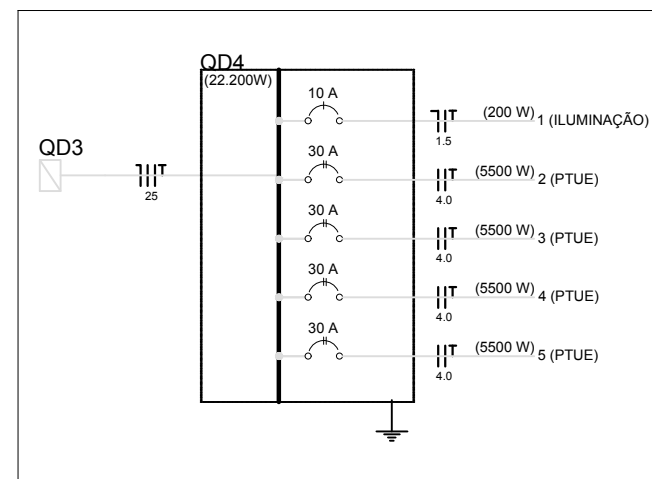 QD4
(22.200W)
10 A
(200 W) 1 (ILUMINAÇÃO)
1.5
QD3
25
30 A
(5500 W) 2 (PTUE)
4.0
30 A
(5500 W) 3 (PTUE)
4.0
30 A
(5500 W) 4 (PTUE)
4.0
30 A
(5500 W) 5 (PTUE)
4.0